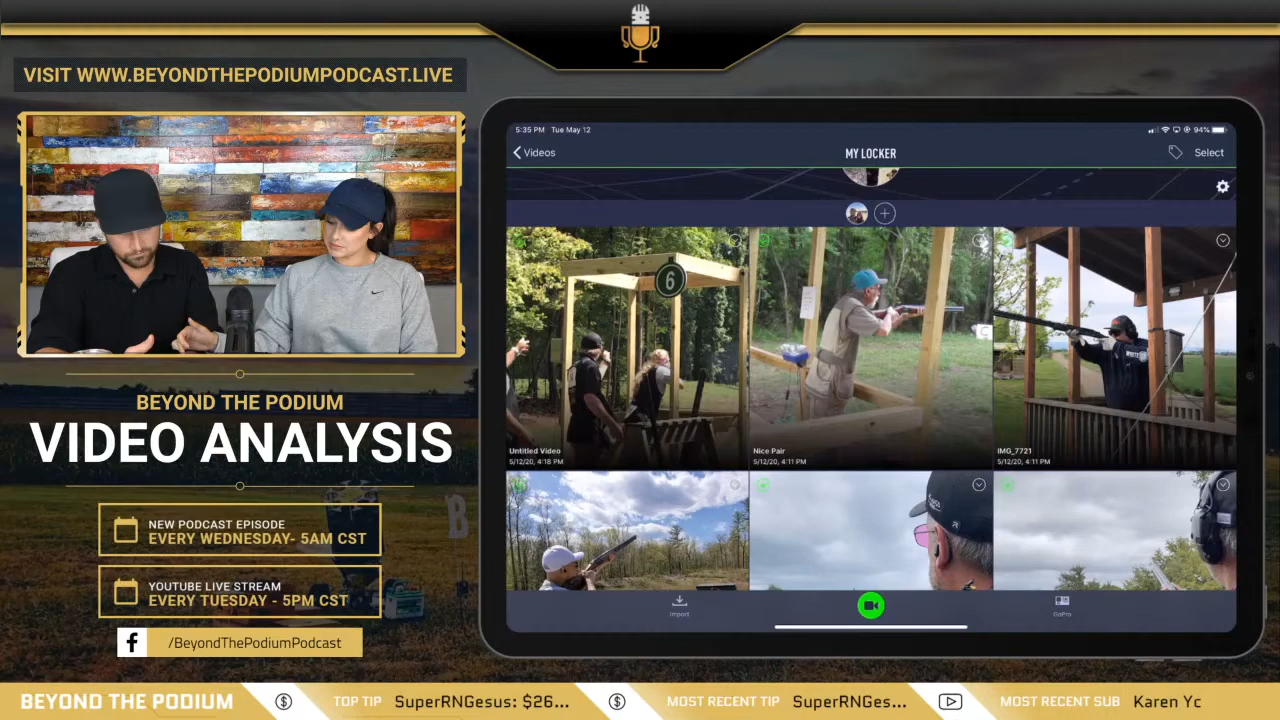 VISIT WWW.BEYONDTHEPODIUMPODCAST.LIVE
BEYOND THE PODIUM
VIDEO ANALYSIS
NEW PODCAST EPISODE
EVERY WEDNESDAY- 5AM CST
YOUTUBE LIVE STREAM
EVERY TUESDAY - 5PM CST
/BeyondThePodiumPodcast
5:35 PM Tue May 12
94%
Videos
MY LOCKER
Select
6
C
Untitled Video
5/12/20, 4:18 PM
Nice Pair
5/12/20, 4:11 PM
IMG_7721
5/12/20, 4:11 PM
Import
GoPro
BEYOND THE PODIUM
TOP TIP SuperRNGesus: $26...
MOST RECENT TIP SuperRNGes...
MOST RECENT SUB Karen Yc